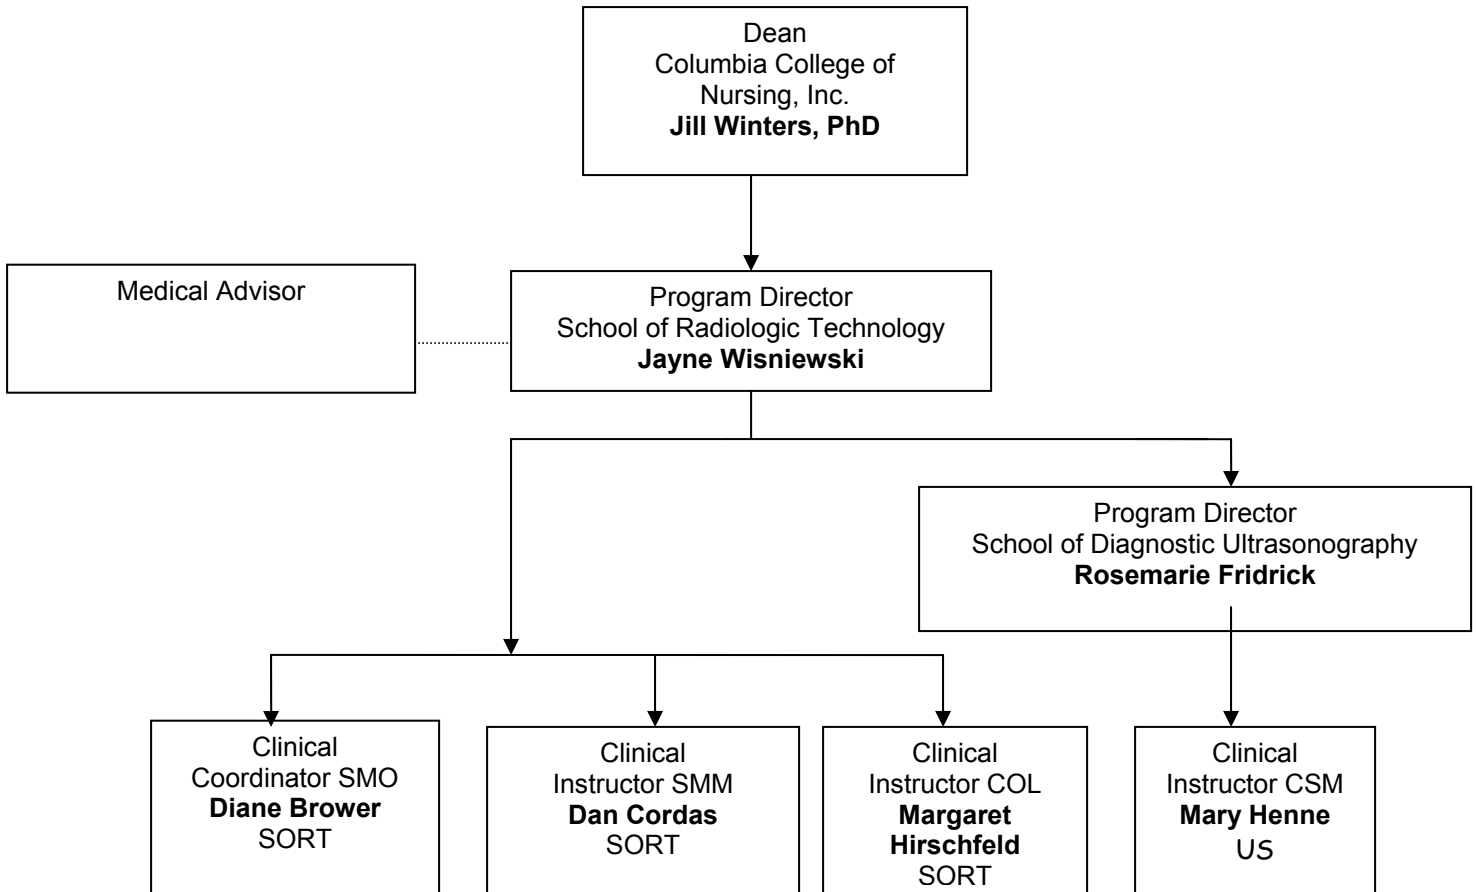 Dean
Columbia College of
Nursing, Inc.
Jill Winters, PhD
Medical Advisor
Program Director
School of Radiologic Technology
Jayne Wisniewski
Program Director
School of Diagnostic Ultrasonography
Rosemarie Fridrick
Clinical
Coordinator SMO
Diane Brower
SORT
Clinical
Instructor SMM
Dan Cordas
SORT
Clinical
Instructor COL
Margaret
Hirschfeld
SORT
Clinical
Instructor CSM
Mary Henne
US